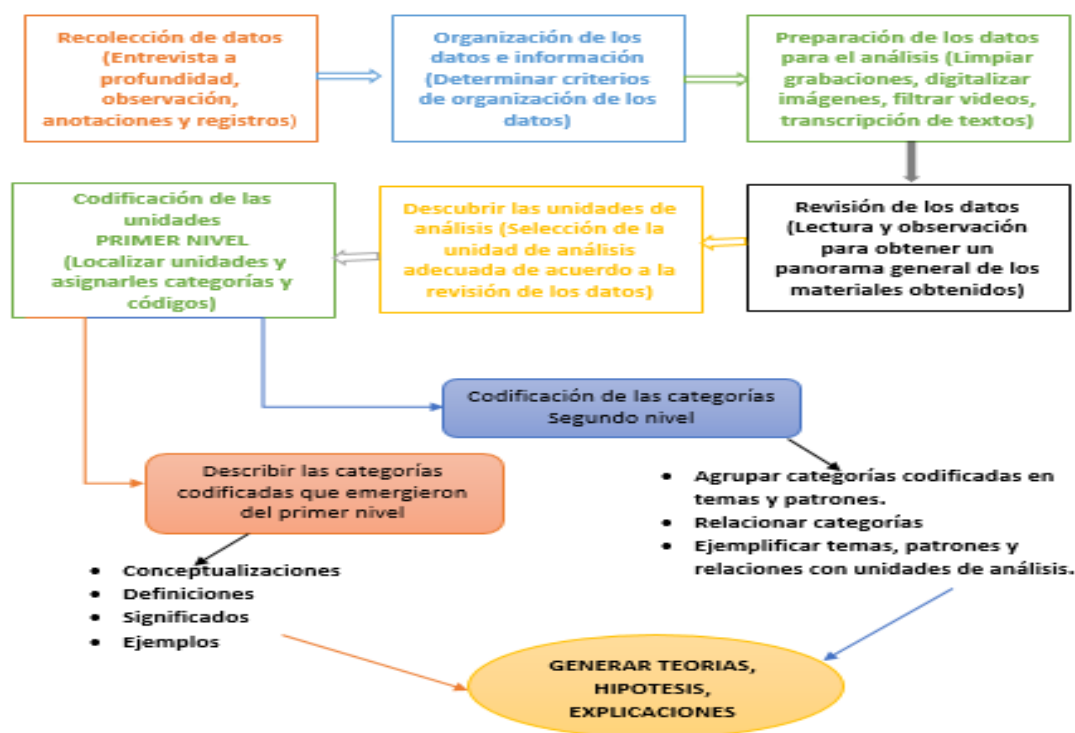 Recolección de datos
(Entrevista a
profundidad,
observación,
anotaciones y registros)
Organización de los
datos e información
(Determinar criterios
de organización de los
datos)
Preparación de los datos
para el análisis (Limpiar
grabaciones, digitalizar
imágenes, filtrar videos,
transcripción de textos)
Revisión de los datos
(Lectura y observación
para obtener un
panorama general de los
materiales obtenidos)
Descubrir las unidades de
análisis (Selección de la
unidad de análisis
adecuada de acuerdo a la
revisión de los datos)
Codificación de las
unidades
PRIMER NIVEL
(Localizar unidades y
asignarles categorías y
códigos)
Codificación de las categorías
Segundo nivel
• Agrupar categorías codificadas en
temas y patrones.
• Relacionar categorías
• Ejemplificar temas, patrones y
relaciones con unidades de análisis.
Describir las categorías
codificadas que emergieron
del primer nivel
• Conceptualizaciones
• Definiciones
• Significados
• Ejemplos
GENERAR TEORIAS,
HIPOTESIS,
EXPLICACIONES